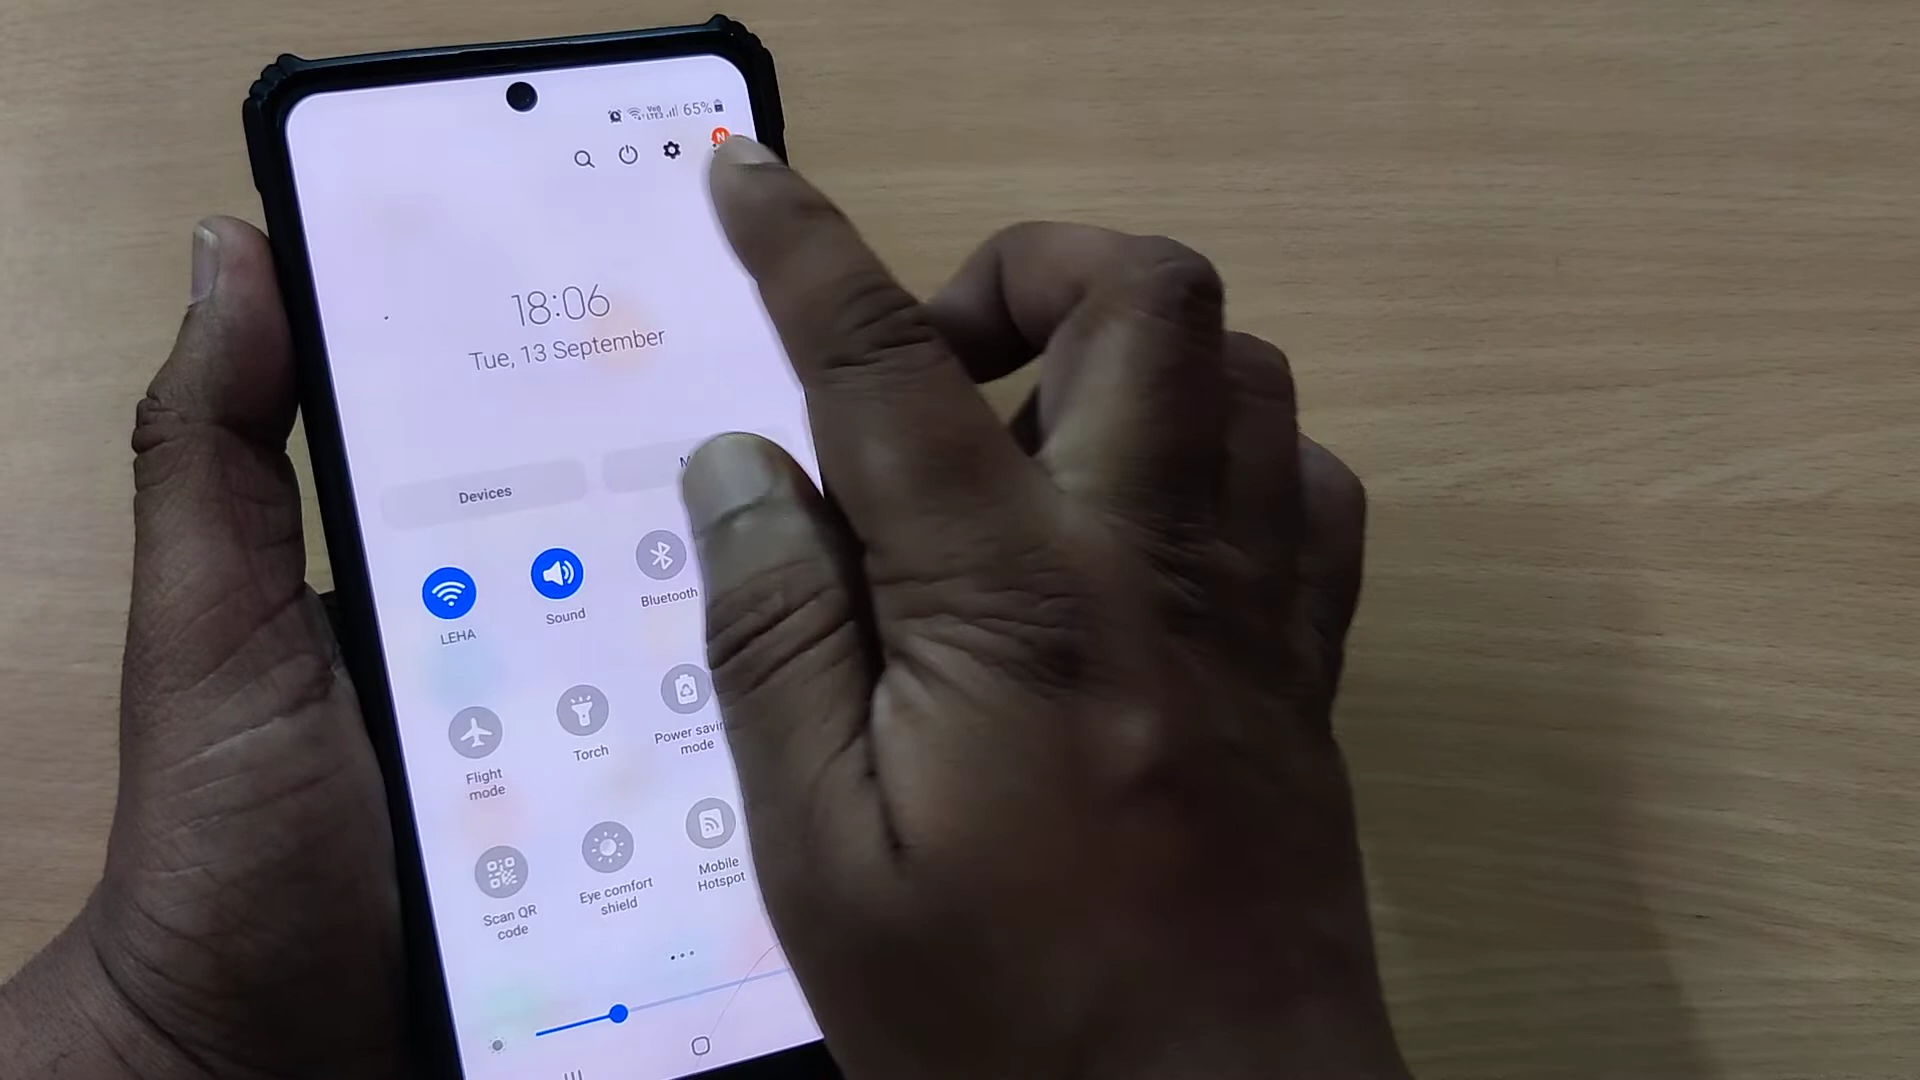 65%
N
18:06
Tue, 13 September
Devices
LEHA
Sound
Bluetooth
Flight
mode
Torch
Power
mode
Scan QR
code
Eye comfort
shield
Mobile
Hotspot